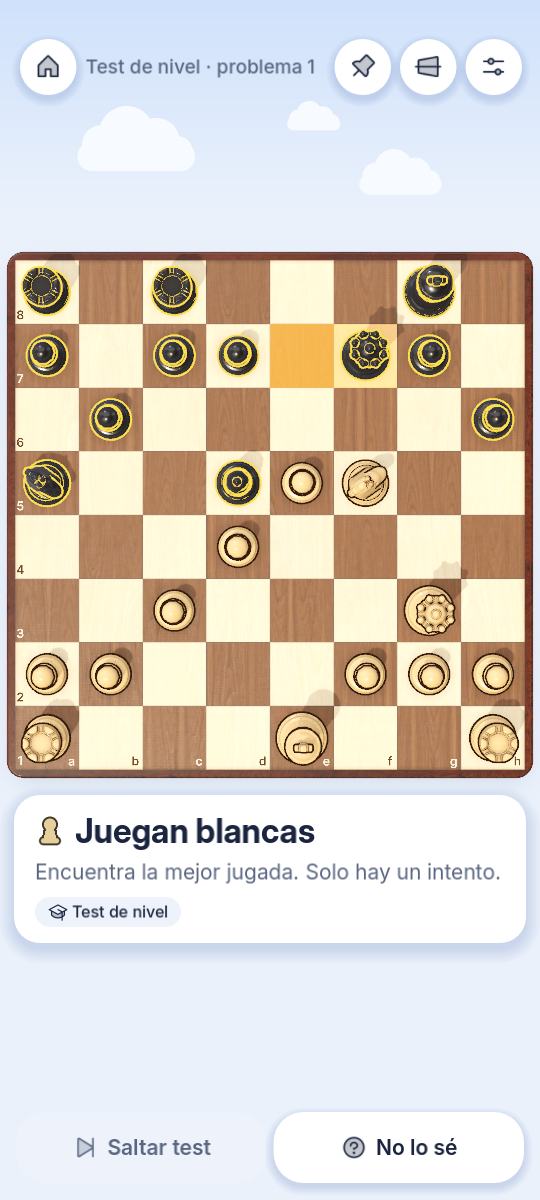 Test de nivel · problema 1
8
7
6
5
4
3
2
1 a b c d e f g h
Juegan blancas
Encuentra la mejor jugada. Solo hay un intento.
Test de nivel
Saltar test
No lo sé